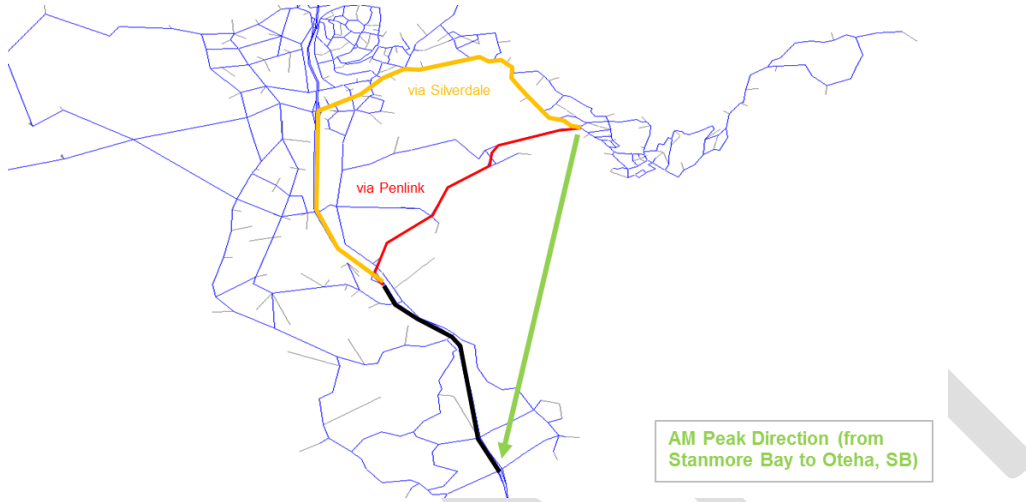 via Silverdale
via Penlink
AM Peak Direction (from
Stanmore Bay to Oteha, SB)